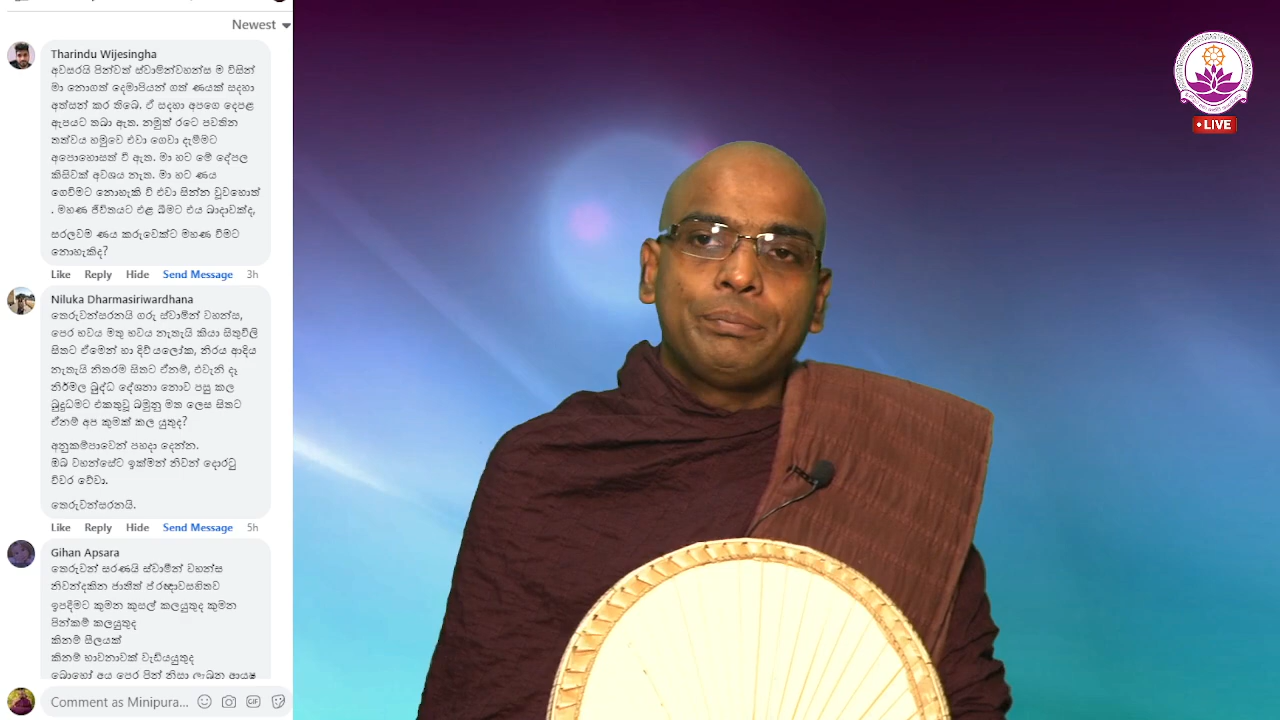 Newest
Tharindu Wijesingha
අවසරයි පින්වත් ස්වාමින්වහන්ස ම විසින්
මා නොගත් දෙමාපියන් ගත් ණයක් සදහා
අත්සන් කර තිබෙ. ඒ සදහා අපගෙ දෙපළ
ඇපයට තබා ඇත. නමුත් රටෙ පවතින
තත්වය හමුවෙ එවා ගෙවා දැමීමට
අපොහොසත් වී ඇත. මා හට මේ දේපල
කිසිවක් අවශය නැත. මා හට ණය
ගෙවීමට නොහැකි වී එවා සින්න වූවහොත්
. මහණ ජීවිතයට එළ ඹීමට එය බාදාවක්ද,
සරලවම ණය කරුවෙක්ට මහණ වීමට
නොහැකිද?
Like Reply Hide Send Message 3h
Niluka Dharmasiriwardhana
තෙරුවන්සරනයි ගරු ස්වාමීන් වහන්ස,
පෙර භවය මතු භවය නැතැයි කියා සිතුවිලි
සිතට ඒමෙන් හා දිව්යලෝක, නිරය ආදිය
නැතැයි නිතරම සිතට ඒනම්, එවැනි දෑ
නිර්මල බුද්ධ දේශනා නොව පසු කල
බුදුධමට එකතුවූ බමුනු මත ලෙස සිතට
ඒනම් අප කුමක් කල යුතුද?
අනුකම්පාවෙන් පහදා දෙන්න.
ඔබ වහන්සේට ඉක්මන් නිවන් දොරටු
විවර වේවා.
තෙරුවන්සරනයි.
Like Reply Hide Send Message 5h
Gihan Apsara
තෙරුවන් සරණයි ස්වාමීන් වහන්ස
නිවන්දකින ජාතීත් ප්රඥාවසහිතව
ඉපදීමට කුමන කුසල් කලයුතුද කුමන
පින්කම් කලයුතුද
කිනම් සීලයක්
කිනම් භාවනාවක් වැඩියයුතුද
බොහෝ අය පෙර පින් නිසා ලැබුන ආයෂ
Comment as Minipura...
GIF
• LIVE